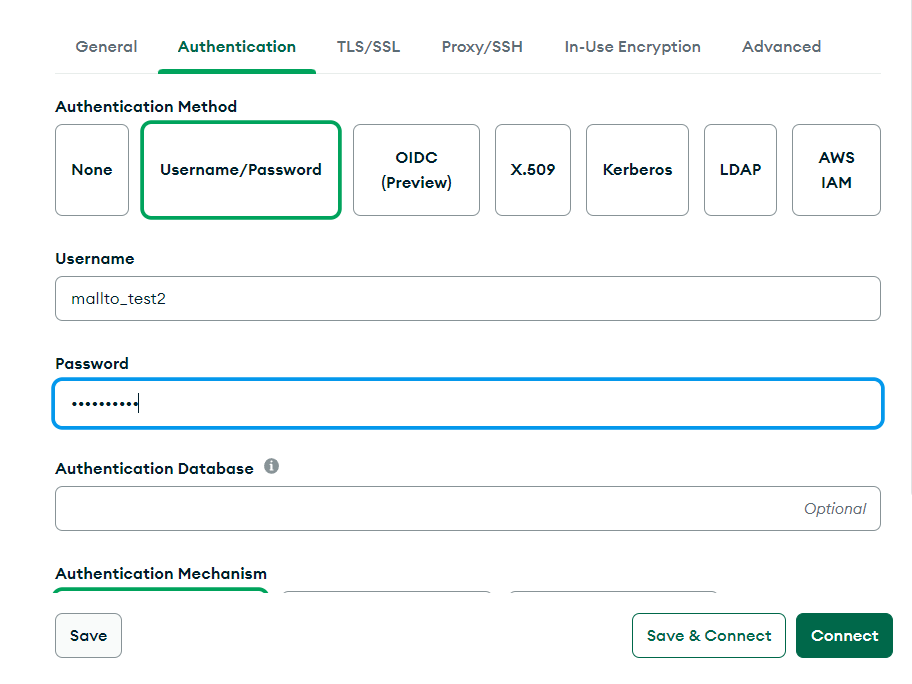 General Authentication TLS/SSL Proxy/SSH In-Use Encryption Advanced
Authentication Method
None
Username/Password
OIDC
(Preview)
X.509
Kerberos
LDAP
AWS
IAM
Username
mallto_test2
Password
••••••••••
Authentication Database
Optional
Authentication Mechanism
Save
Save & Connect
Connect